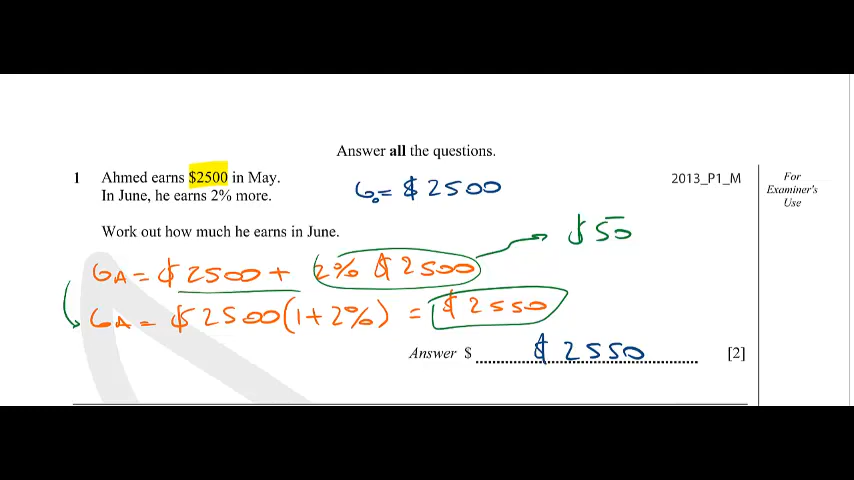 Answer all the questions.
1 Ahmed earns $2500 in May.
In June, he earns 2% more.
G₀= $ 2500
2013_P1_M
For
Examiner's
Use
Work out how much he earns in June.
$ 50
GA = $ 2500 + 2% $ 2500
GA = $ 2500 (1 + 2%) = $ 2550
Answer $ $ 2550 [2]